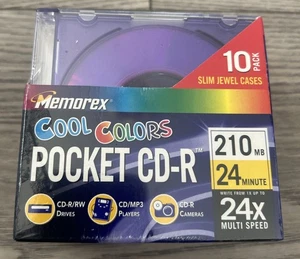 10 PACK
SLIM JEWEL CASES
Memorex
COOL COLORS
POCKET CD-R™
210 MB
24 MINUTE
WRITE FROM 1X UP TO
24X
MULTI SPEED
CD-R/RW
DRIVES
CD/MP3
PLAYERS
CD-R
CAMERAS